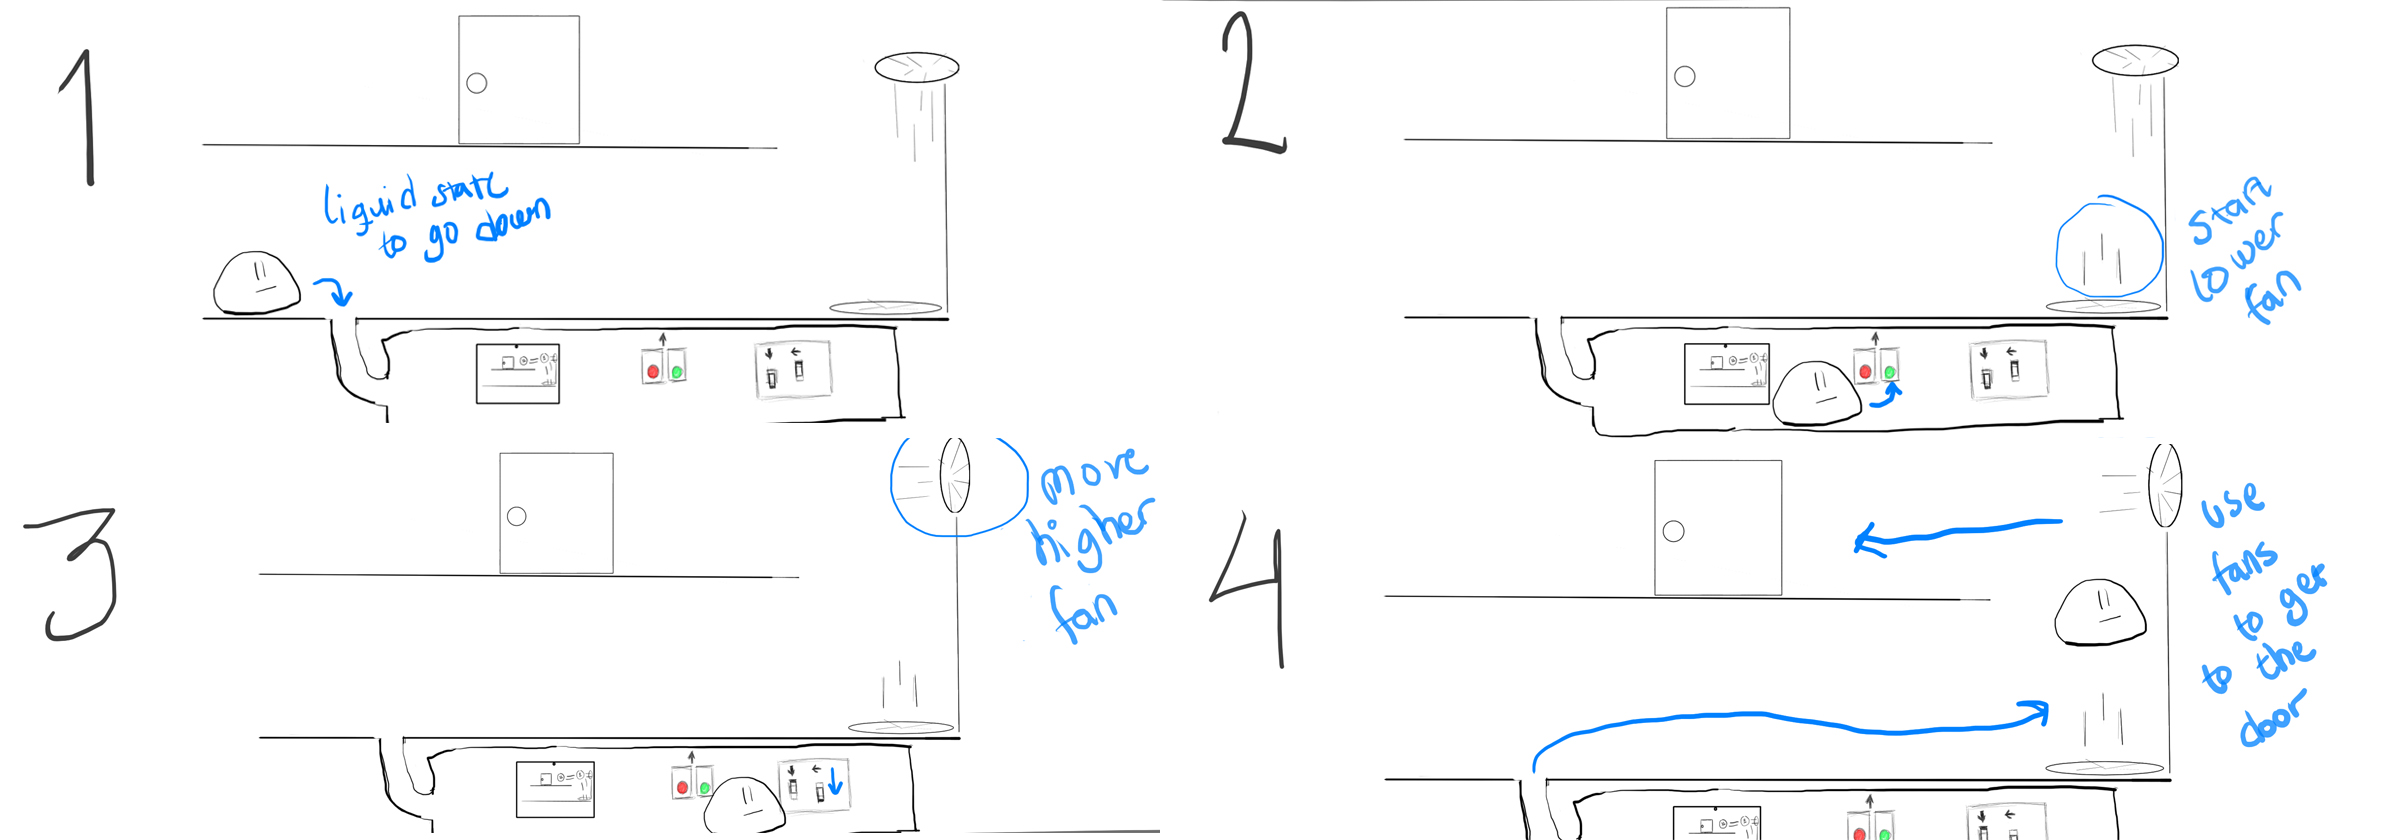 1
liquid state
to go down
2
start
lower
fan
3
move
higher
fan
4
use
fans
to get
to the
door